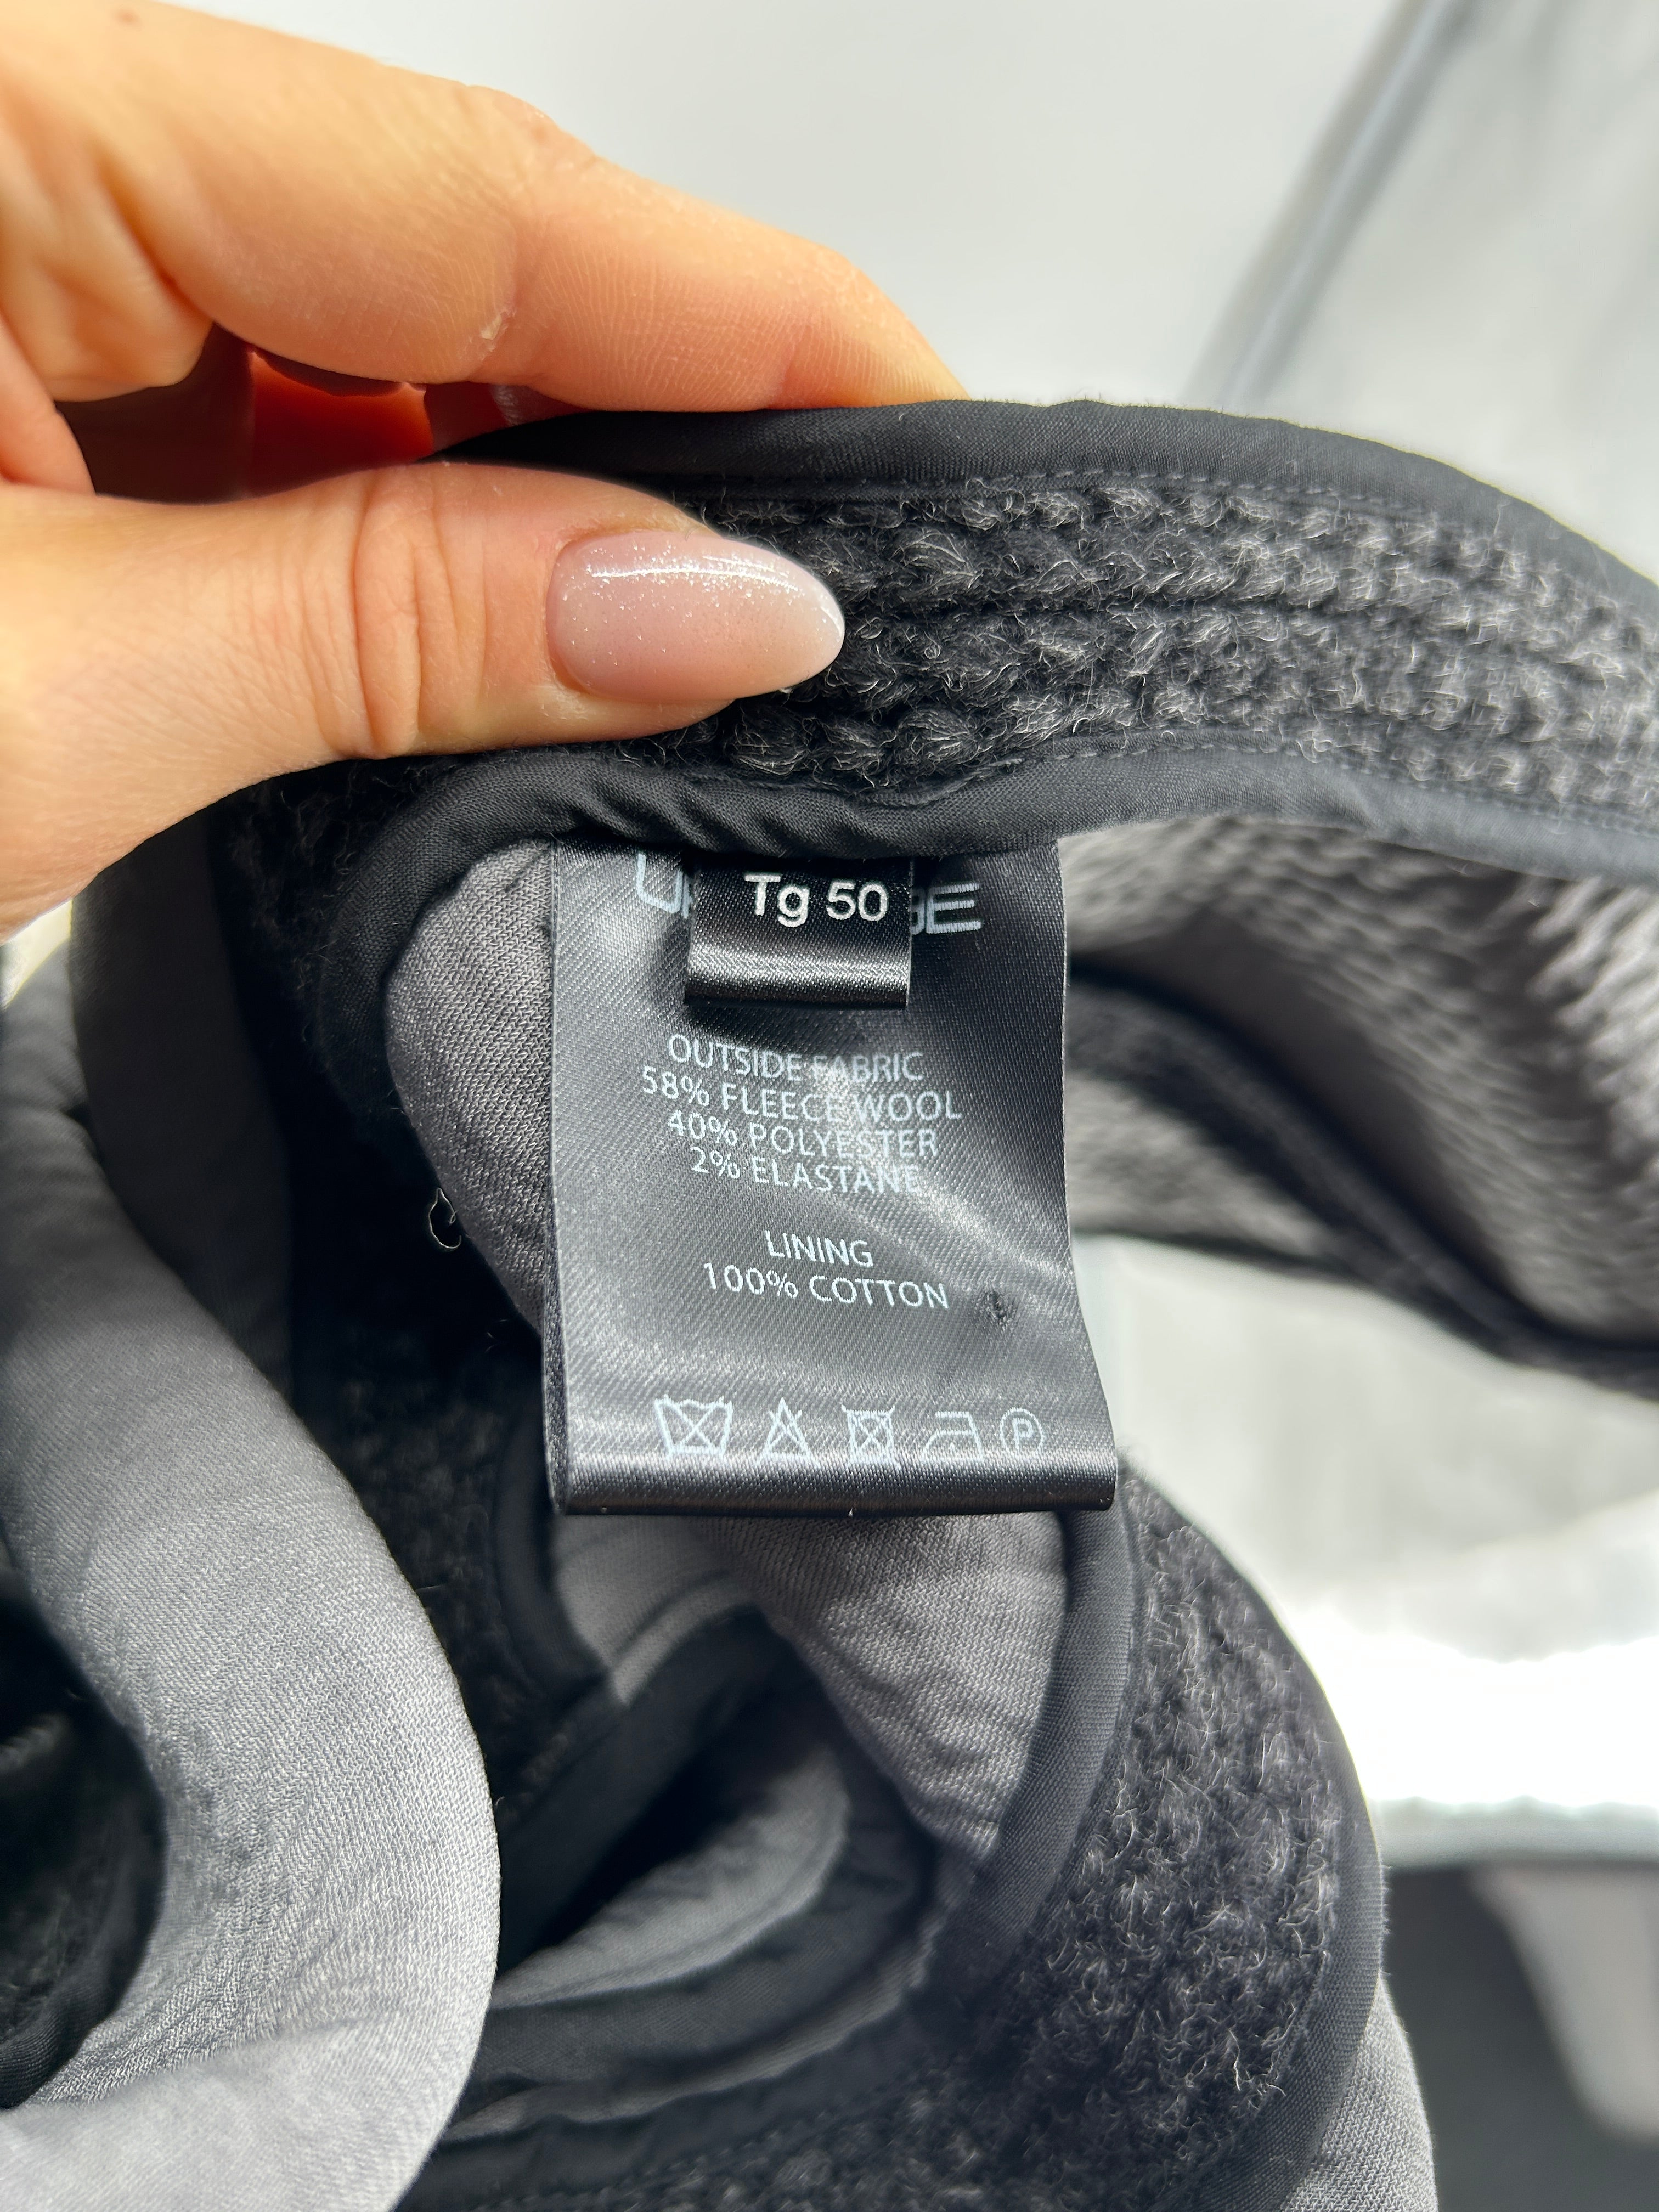 Tg 50
OUTSIDE FABRIC
58% FLEECE WOOL
40% POLYESTER
2% ELASTANE
LINING
100% COTTON
P